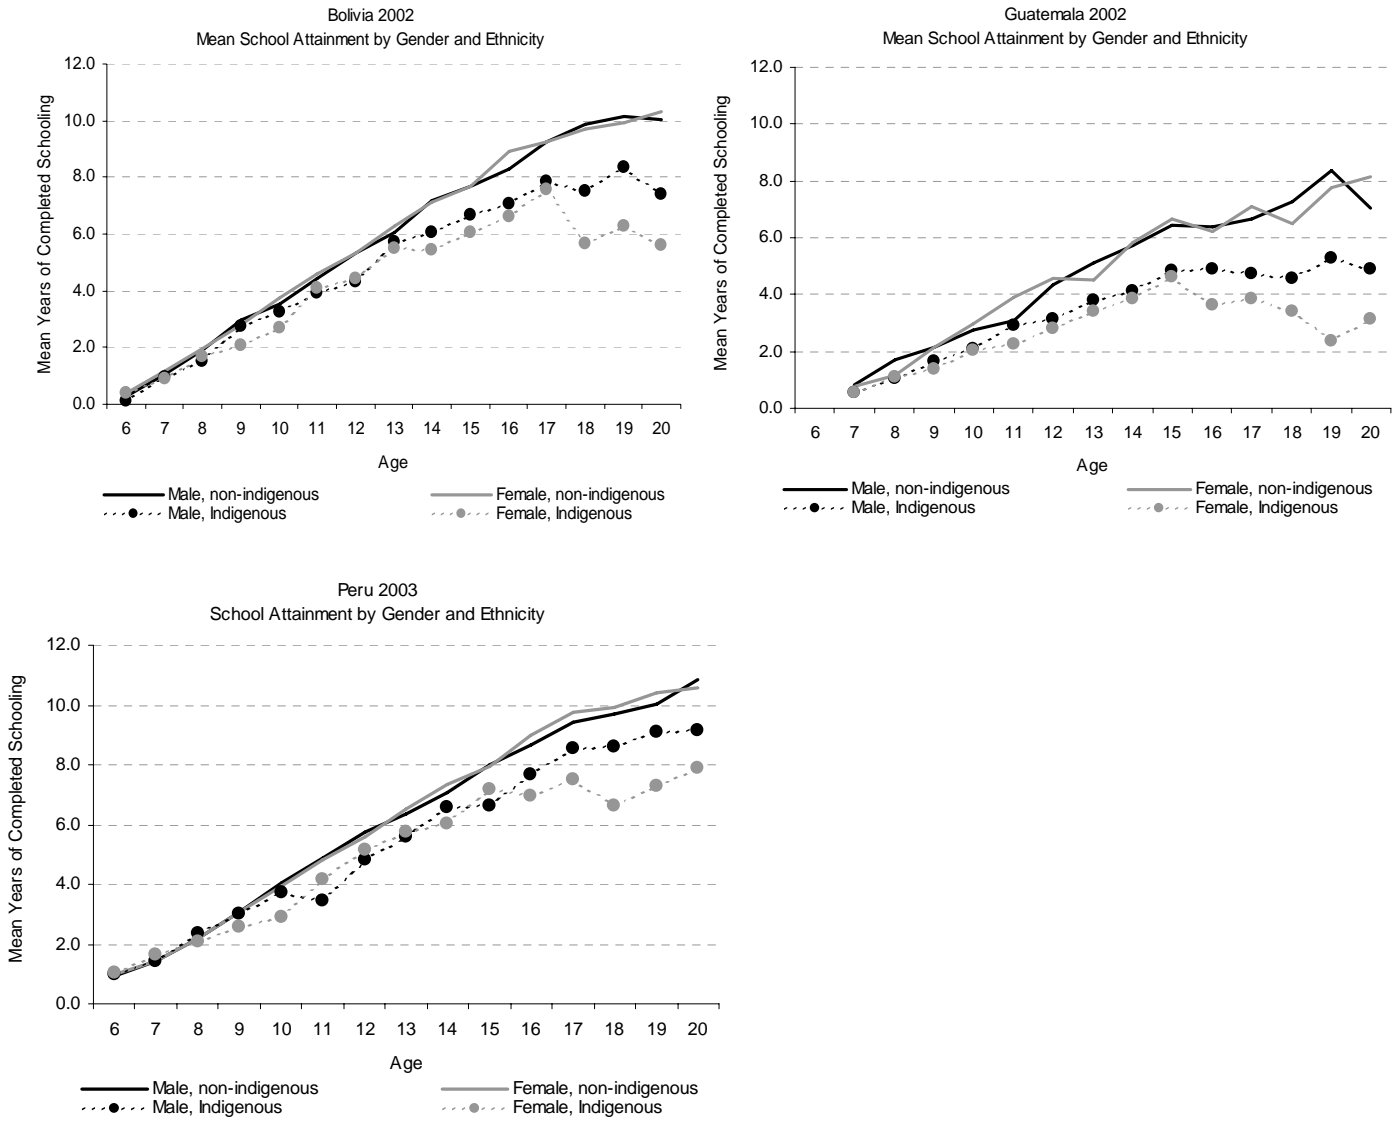 Bolivia 2002
Mean School Attainment by Gender and Ethnicity
Mean Years of Completed Schooling
12.0
10.0
8.0
6.0
4.0
2.0
0.0
6 7 8 9 10 11 12 13 14 15 16 17 18 19 20
Age
Male, non-indigenous Female, non-indigenous
Male, Indigenous Female, Indigenous
Guatemala 2002
Mean School Attainment by Gender and Ethnicity
Mean Years of Completed Schooling
12.0
10.0
8.0
6.0
4.0
2.0
0.0
6 7 8 9 10 11 12 13 14 15 16 17 18 19 20
Age
Male, non-indigenous Female, non-indigenous
Male, Indigenous Female, Indigenous
Peru 2003
School Attainment by Gender and Ethnicity
Mean Years of Completed Schooling
12.0
10.0
8.0
6.0
4.0
2.0
0.0
6 7 8 9 10 11 12 13 14 15 16 17 18 19 20
Age
Male, non-indigenous Female, non-indigenous
Male, Indigenous Female, Indigenous